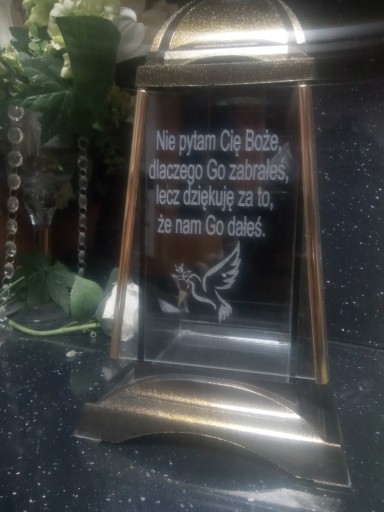 Nie pytam Cię Boże,
dlaczego Go zabrałeś,
lecz dziękuję za to,
że nam Go dałeś.